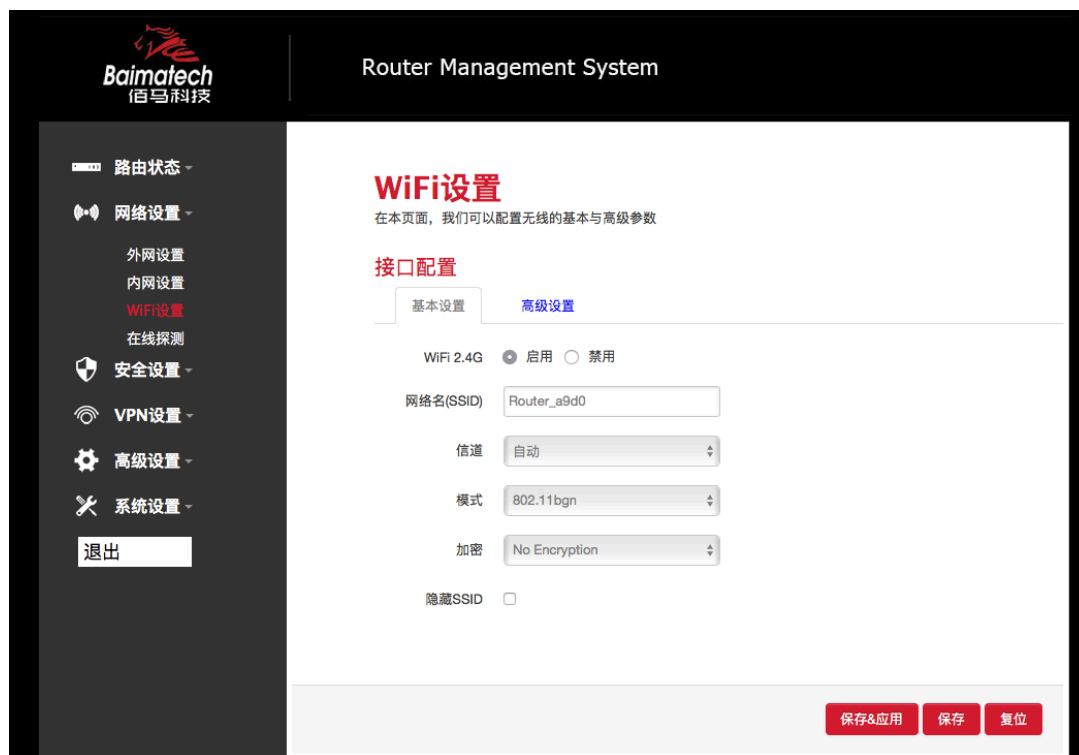 Baimatech
佰马科技
Router Management System
路由状态
网络设置
外网设置
内网设置
WiFi设置
在线探测
安全设置
VPN设置
高级设置
系统设置
退出
WiFi设置
在本页面，我们可以配置无线的基本与高级参数
接口配置
基本设置 高级设置
WiFi 2.4G 启用 禁用
网络名(SSID) Router_a9d0
信道 自动
模式 802.11bgn
加密 No Encryption
隐藏SSID
保存&应用 保存 复位